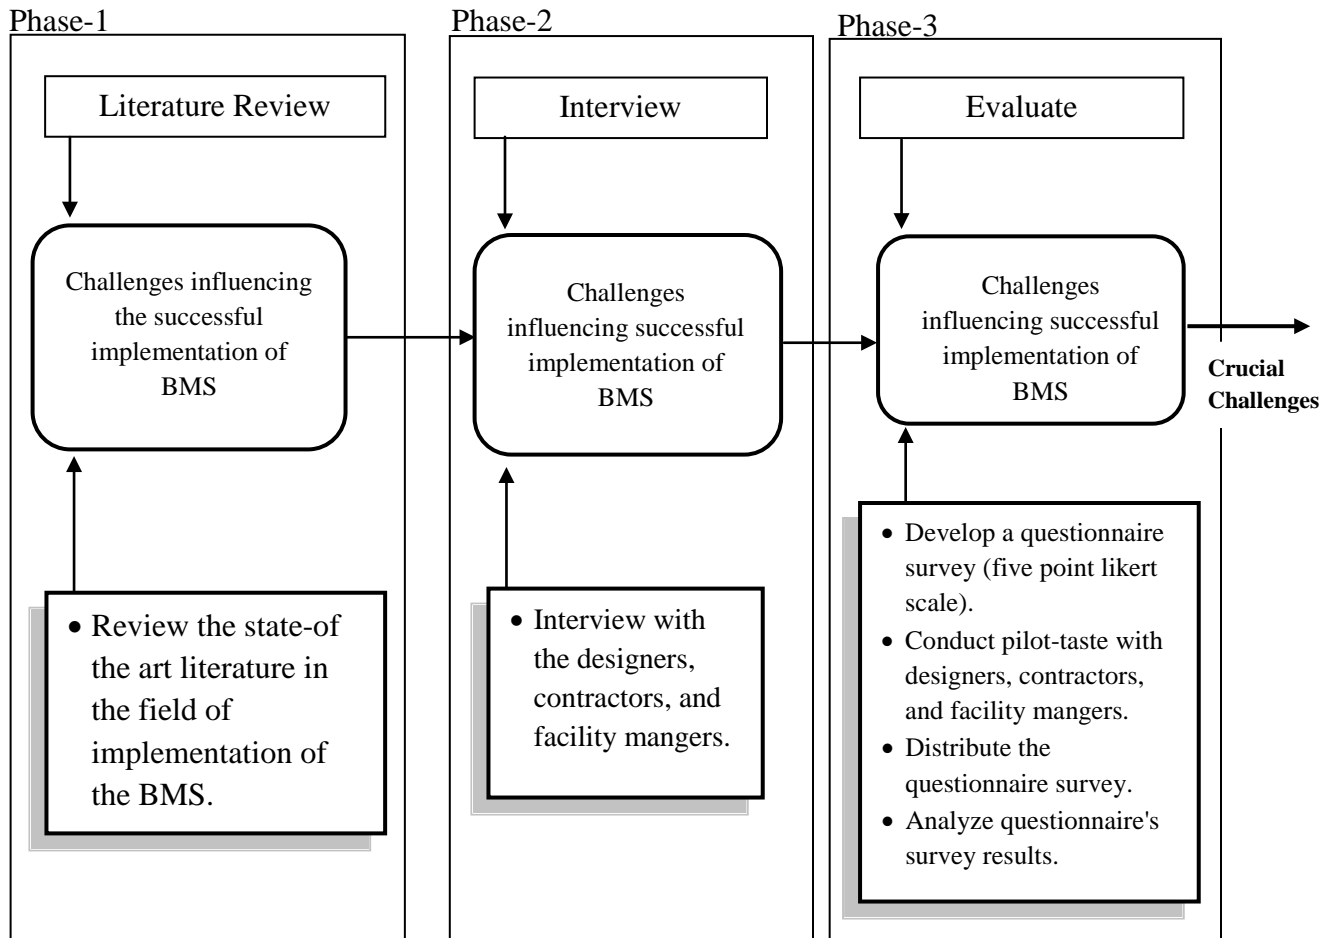 Phase-1
Literature Review
Challenges influencing
the successful
implementation of
BMS
• Review the state-of
the art literature in
the field of
implementation of
the BMS.
Phase-2
Interview
Challenges
influencing successful
implementation of
BMS
• Interview with
the designers,
contractors, and
facility mangers.
Phase-3
Evaluate
Challenges
influencing successful
implementation of
BMS
• Develop a questionnaire
survey (five point likert
scale).
• Conduct pilot-taste with
designers, contractors,
and facility mangers.
• Distribute the
questionnaire survey.
• Analyze questionnaire's
survey results.
Crucial
Challenges